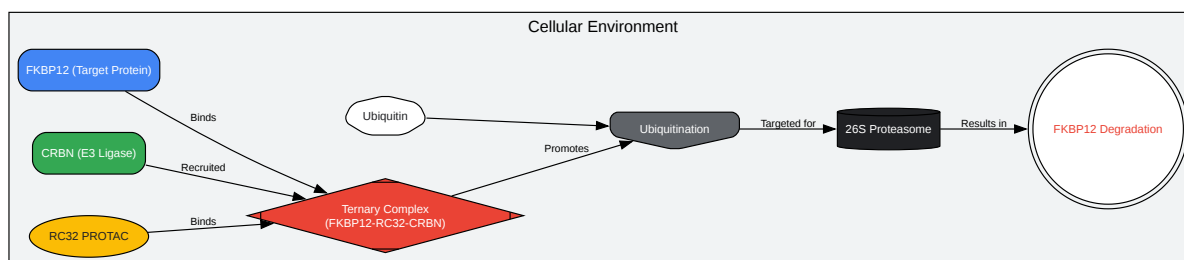 Cellular Environment
FKBP12 (Target Protein)
Binds
CRBN (E3 Ligase)
Recruited
RC32 PROTAC
Binds
Ternary Complex
(FKBP12-RC32-CRBN)
Ubiquitin
Promotes
Ubiquitination
Targeted for
26S Proteasome
Results in
FKBP12 Degradation